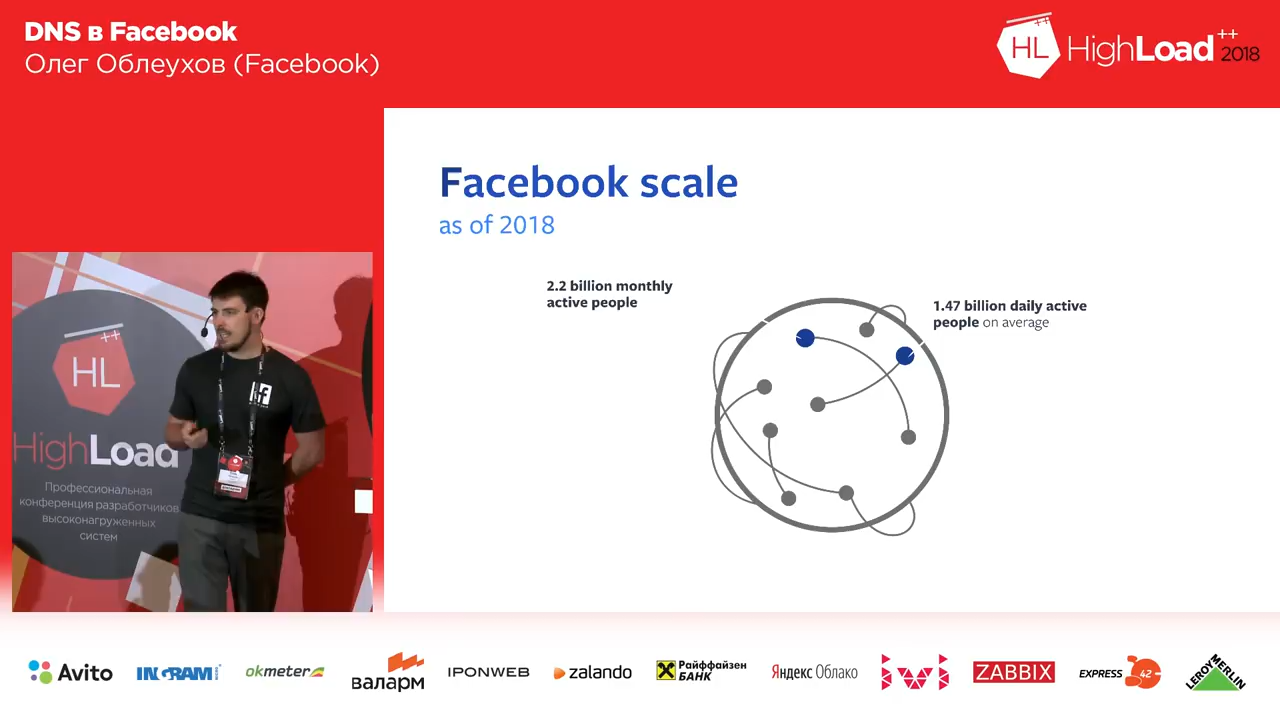 DNS в Facebook
Олег Облеухов (Facebook)
HL
++
HighLoad
++
2018
Facebook scale
as of 2018
2.2 billion monthly
active people
1.47 billion daily active
people on average
++
HL
HighLoad
Профессиональная
конференция разработчиков
высоконагруженных
систем
Avito
INGRAM
okmeter
ВАЛАРМ
IPONWEB
zalando
Райффайзен
БАНК
Яндекс Облако
ivi
ZABBIX
EXPRESS 42
LEROY MERLIN